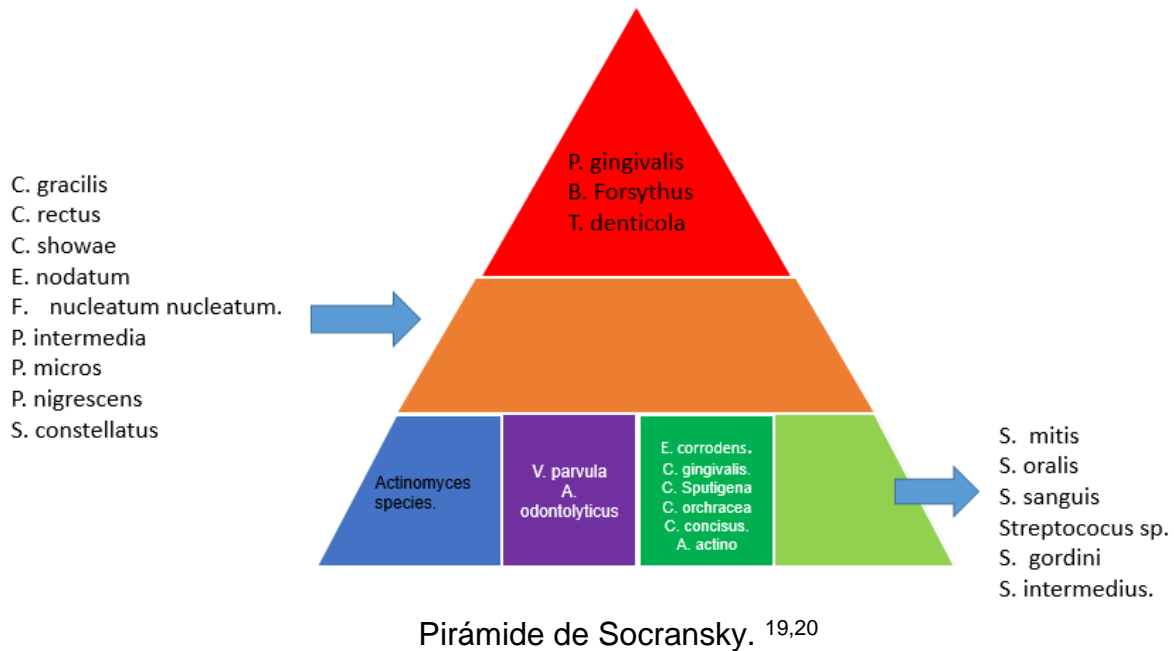 P. gingivalis
B. Forsythus
T. denticola
C. gracilis
C. rectus
C. showae
E. nodatum
F. nucleatum nucleatum.
P. intermedia
P. micros
P. nigrescens
S. constellatus
Actinomyces
species.
V. parvula
A.
odontolyticus
E. corrodens.
C. gingivalis.
C. Sputigena
C. orchracea
C. concisus.
A. actino
S. mitis
S. oralis
S. sanguis
Streptococus sp.
S. gordini
S. intermedius.
Pirámide de Socransky. 19,20